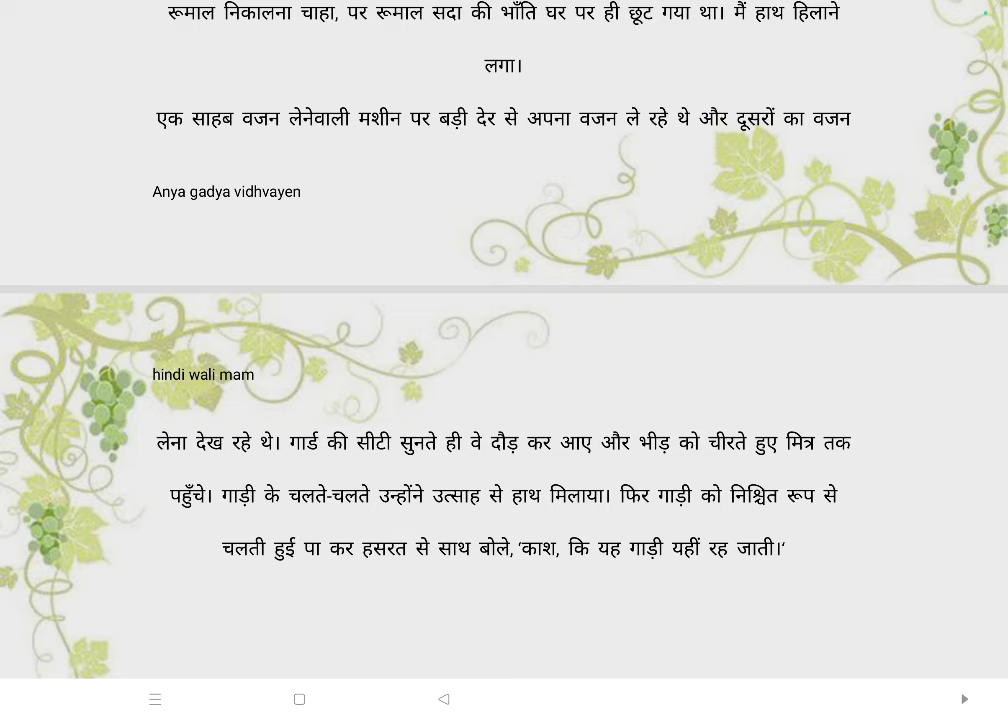 रूमाल निकालना चाहा, पर रूमाल सदा की भाँति घर पर ही छूट गया था। मैं हाथ हिलाने
लगा।
एक साहब वजन लेनेवाली मशीन पर बड़ी देर से अपना वजन ले रहे थे और दूसरों का वजन
Anya gadya vidhvayen
hindi wali mam
लेना देख रहे थे। गार्ड की सीटी सुनते ही वे दौड़ कर आए और भीड़ को चीरते हुए मित्र तक
पहुँचे। गाड़ी के चलते-चलते उन्होंने उत्साह से हाथ मिलाया। फिर गाड़ी को निश्चित रूप से
चलती हुई पा कर हसरत से साथ बोले, ‘काश, कि यह गाड़ी यहीं रह जाती।‘